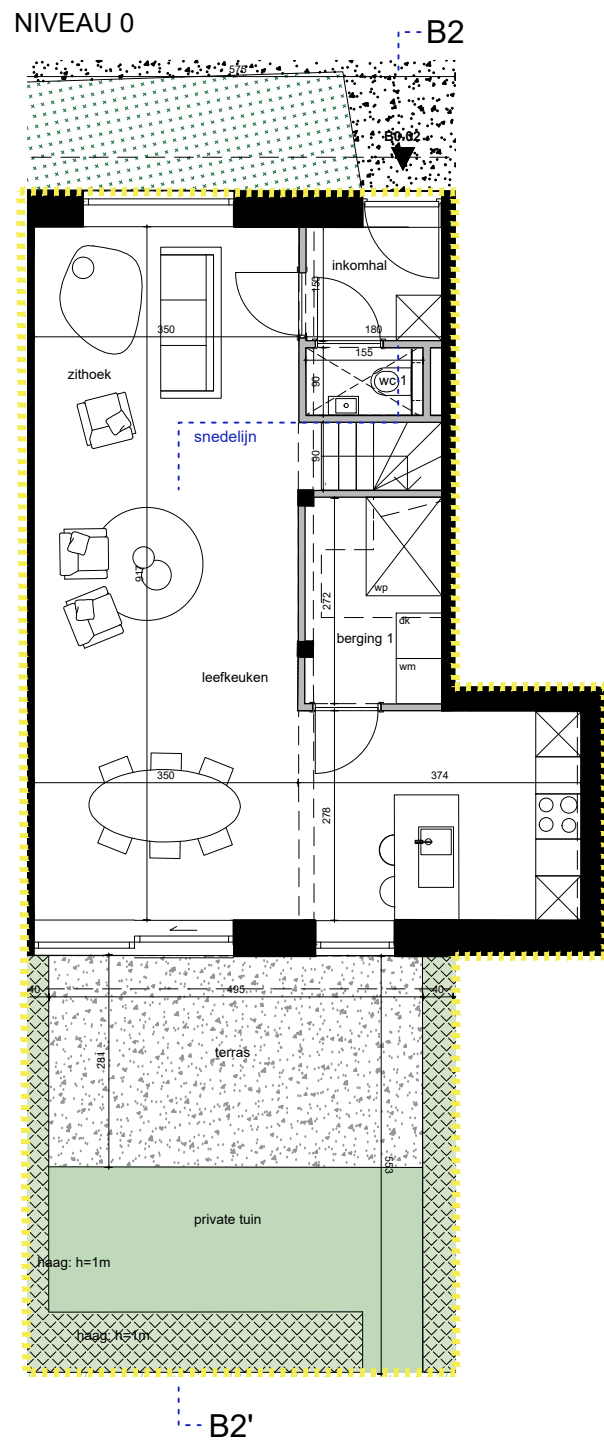 NIVEAU 0
B2
575
B0.02
inkomhal
150
350
180
155
zithoek
wc 1
90
snedelijn
90
917
272
wp
dk
berging 1
wm
leefkeuken
350
374
278
40
495
40
281
terras
553
private tuin
haag: h=1m
haag: h=1m
B2'